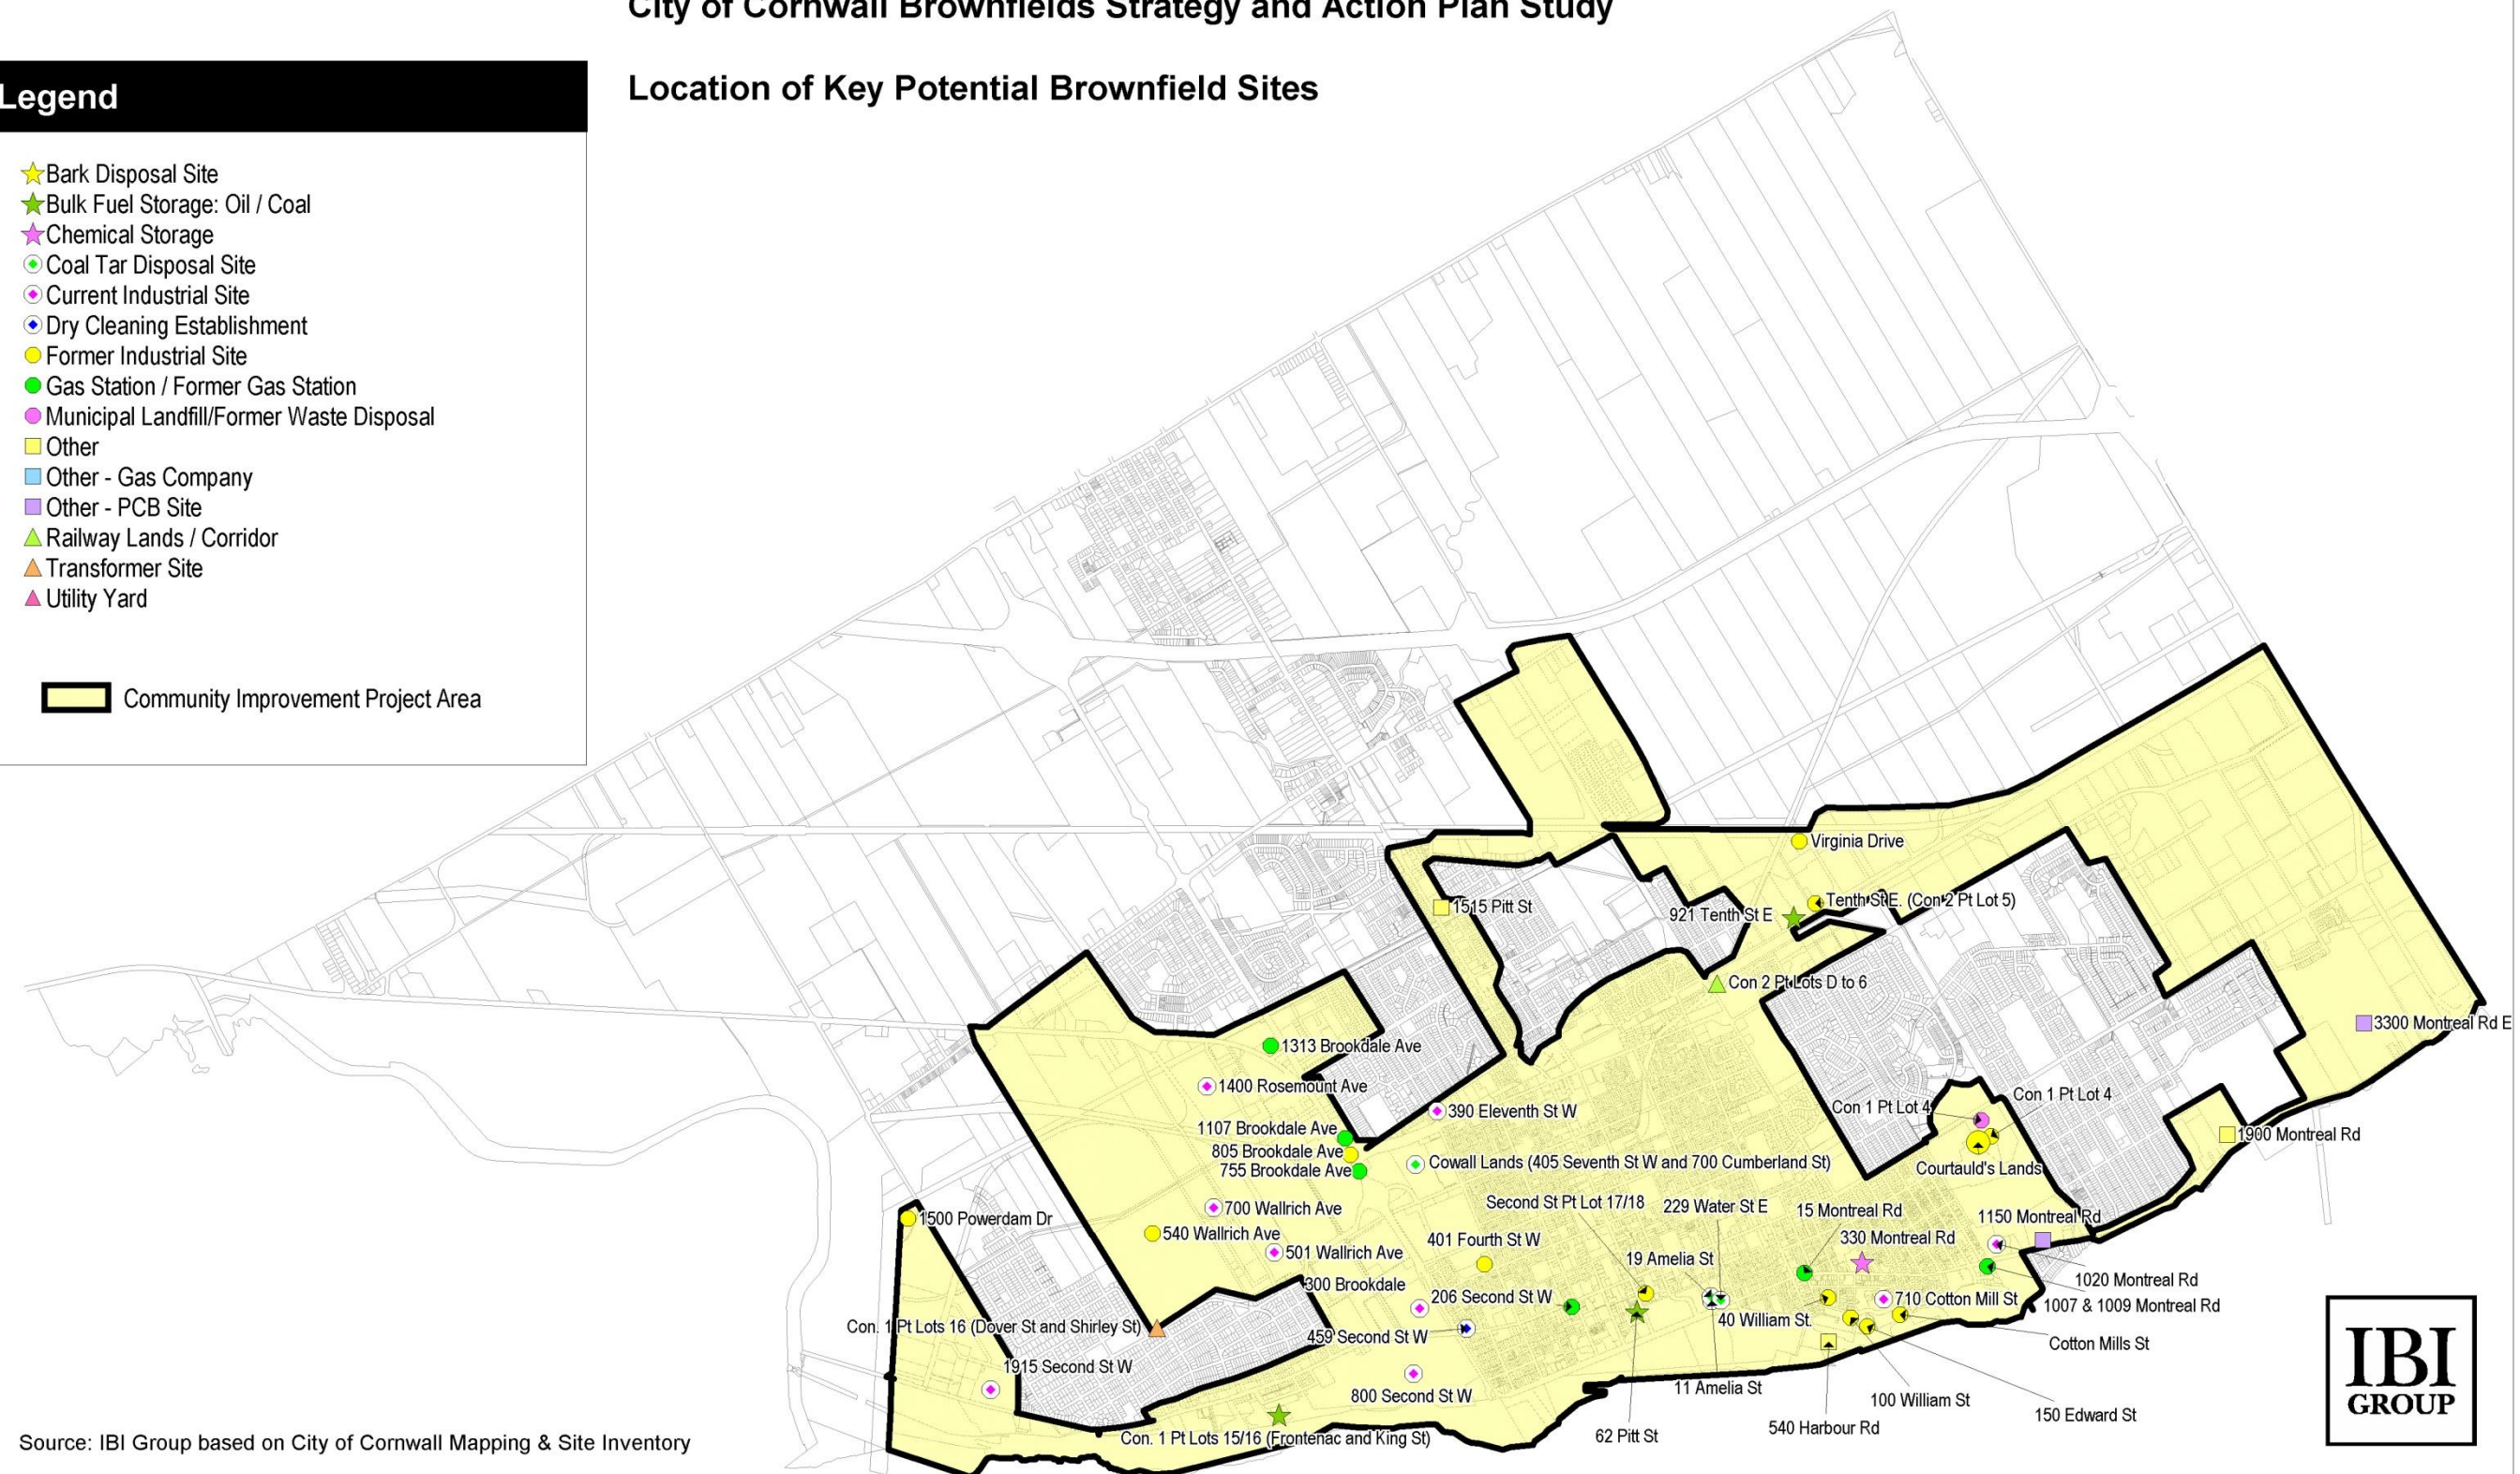 City of Cornwall Brownfields Strategy and Action Plan Study
Location of Key Potential Brownfield Sites
Legend
Bark Disposal Site
Bulk Fuel Storage: Oil / Coal
Chemical Storage
Coal Tar Disposal Site
Current Industrial Site
Dry Cleaning Establishment
Former Industrial Site
Gas Station / Former Gas Station
Municipal Landfill/Former Waste Disposal
Other
Other - Gas Company
Other - PCB Site
Railway Lands / Corridor
Transformer Site
Utility Yard
Community Improvement Project Area
Virginia Drive
Tenth St E. (Con 2 Pt Lot 5)
1515 Pitt St
921 Tenth St E
Con 2 Pt Lots D to 6
3300 Montreal Rd E
1313 Brookdale Ave
1400 Rosemount Ave
Con 1 Pt Lot 4
Con 1 Pt Lot 4
390 Eleventh St W
1107 Brookdale Ave
1900 Montreal Rd
805 Brookdale Ave
Cowall Lands (405 Seventh St W and 700 Cumberland St)
755 Brookdale Ave
Courtauld's Lands
Second St Pt Lot 17/18
229 Water St E
700 Wallrich Ave
15 Montreal Rd
1150 Montreal Rd
1500 Powerdam Dr
540 Wallrich Ave
401 Fourth St W
330 Montreal Rd
501 Wallrich Ave
19 Amelia St
1020 Montreal Rd
300 Brookdale
206 Second St W
710 Cotton Mill St
1007 & 1009 Montreal Rd
40 William St.
Con. 1 Pt Lots 16 (Dover St and Shirley St)
459 Second St W
Cotton Mills St
1915 Second St W
11 Amelia St
800 Second St W
100 William St
150 Edward St
540 Harbour Rd
62 Pitt St
Con. 1 Pt Lots 15/16 (Frontenac and King St)
Source: IBI Group based on City of Cornwall Mapping & Site Inventory
IBI
GROUP